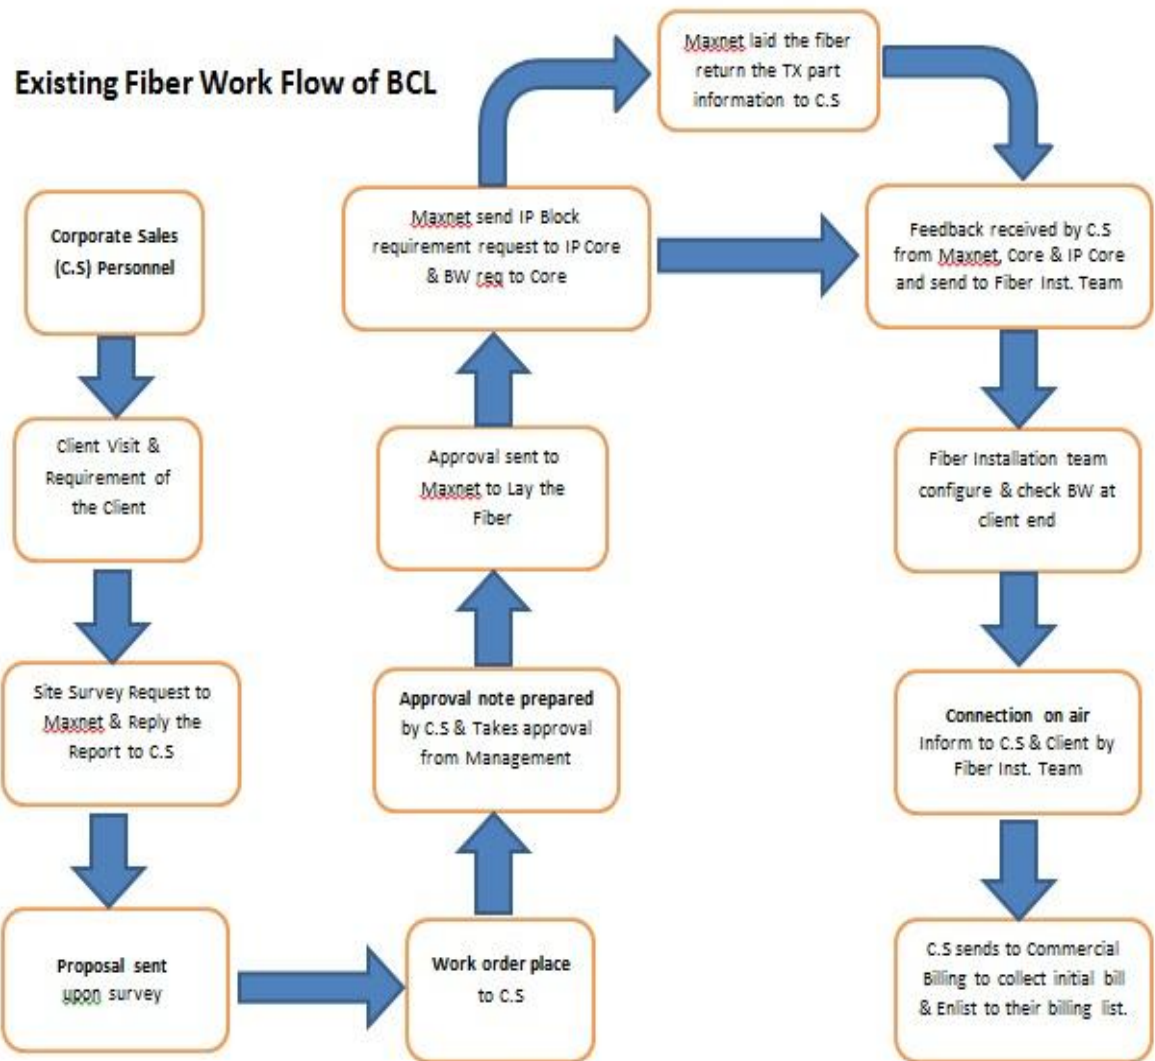 Existing Fiber Work Flow of BCL
Corporate Sales
(C.S) Personnel
Client Visit &
Requirement of
the Client
Site Survey Request to
Maxnet & Reply the
Report to C.S
Proposal sent
upon survey
Work order place
to C.S
Approval note prepared
by C.S & Takes approval
from Management
Approval sent to
Maxnet to Lay the
Fiber
Maxnet send IP Block
requirement request to IP Core
& BW req to Core
Maxnet laid the fiber
return the TX part
information to C.S
Feedback received by C.S
from Maxnet, Core & IP Core
and send to Fiber Inst. Team
Fiber Installation team
configure & check BW at
client end
Connection on air
Inform to C.S & Client by
Fiber Inst. Team
C.S sends to Commercial
Billing to collect initial bill
& Enlist to their billing list.